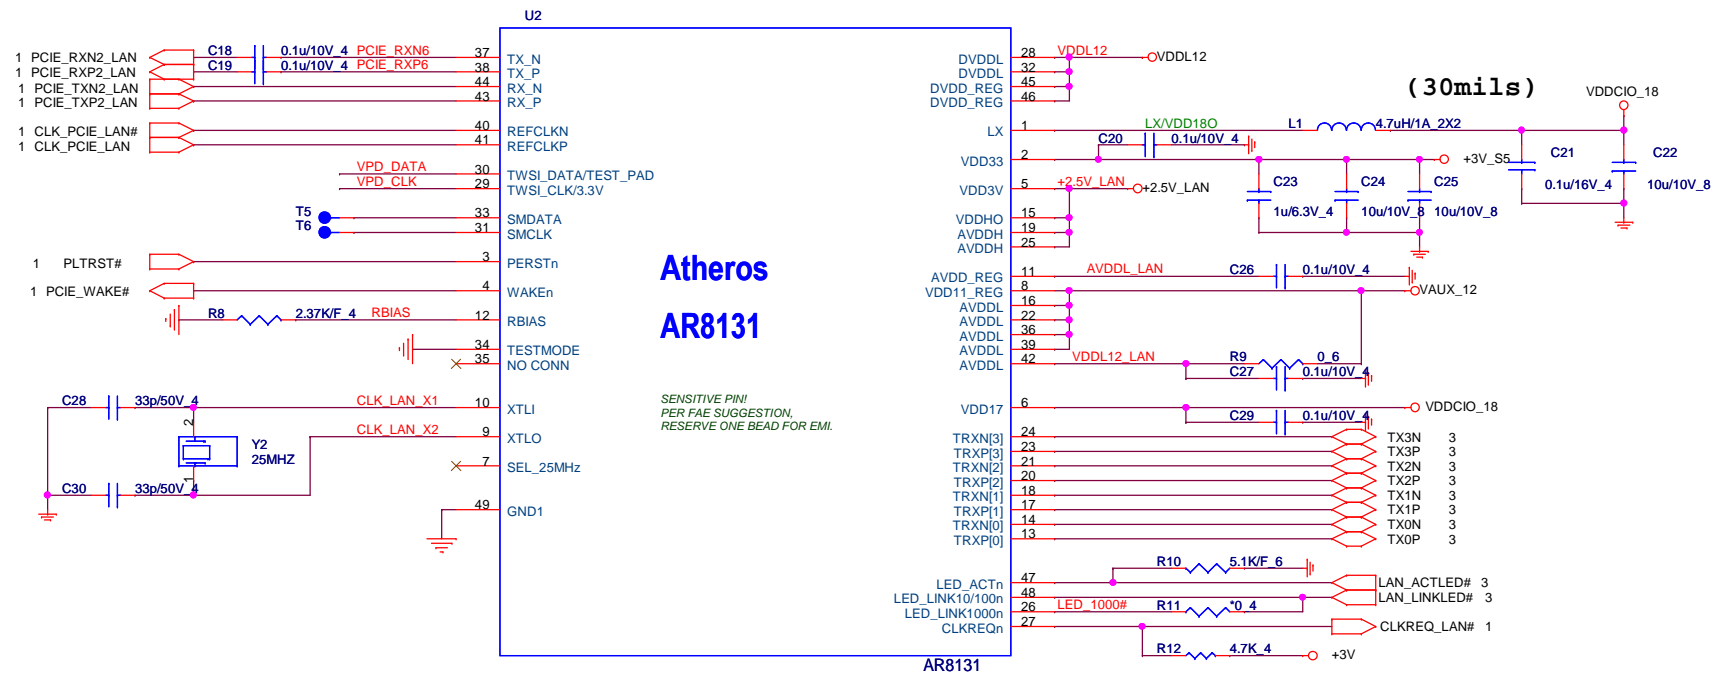 U2
1 PCIE_RXN2_LAN C18 0.1u/10V_4 PCIE_RXN6 37 TX_N
1 PCIE_RXP2_LAN C19 0.1u/10V_4 PCIE_RXP6 38 TX_P
1 PCIE_TXN2_LAN 44 RX_N
1 PCIE_TXP2_LAN 43 RX_P
1 CLK_PCIE_LAN# 40 REFCLKN
1 CLK_PCIE_LAN 41 REFCLKP
VPD_DATA 30 TWSI_DATA/TEST_PAD
VPD_CLK 29 TWSI_CLK/3.3V
T5 33 SMDATA
T6 31 SMCLK
1 PLTRST# 3 PERSTn
1 PCIE_WAKE# 4 WAKEn
R8 2.37K/F_4 RBIAS 12 RBIAS
34 TESTMODE
35 NO CONN
C28 33p/50V_4 CLK_LAN_X1 10 XTLI
2
CLK_LAN_X2 9 XTLO
Y2
25MHZ
7 SEL_25MHz
1
C30 33p/50V_4
49 GND1
Atheros
AR8131
SENSITIVE PIN!
PER FAE SUGGESTION,
RESERVE ONE BEAD FOR EMI.
DVDDL 28 VDDL12 VDDL12
DVDDL 32
DVDD_REG 45
DVDD_REG 46
(30mils)
VDDCIO_18
LX 1 LX/VDD18O L1 4.7uH/1A_2X2
C20 0.1u/10V_4
VDD33 2 +3V_S5
C21 0.1u/16V_4
C22 10u/10V_8
C23 1u/6.3V_4
C24 10u/10V_8
C25 10u/10V_8
VDD3V 5 +2.5V_LAN +2.5V_LAN
VDDHO 15
AVDDH 19
AVDDH 25
AVDD_REG 11 AVDDL_LAN C26 0.1u/10V_4
VDD11_REG 8 VAUX_12
AVDDL 16
AVDDL 22
AVDDL 36
AVDDL 39
AVDDL 42 VDDL12_LAN R9 0_6
C27 0.1u/10V_4
VDD17 6 VDDCIO_18
C29 0.1u/10V_4
TRXN[3] 24 TX3N 3
TRXP[3] 23 TX3P 3
TRXN[2] 21 TX2N 3
TRXP[2] 20 TX2P 3
TRXN[1] 18 TX1N 3
TRXP[1] 17 TX1P 3
TRXN[0] 14 TX0N 3
TRXP[0] 13 TX0P 3
R10 5.1K/F_6
LED_ACTn 47 LAN_ACTLED# 3
LED_LINK10/100n 48 LAN_LINKLED# 3
LED_LINK1000n 26 LED_1000# R11 *0_4
CLKREQn 27 CLKREQ_LAN# 1
R12 4.7K_4 +3V
AR8131